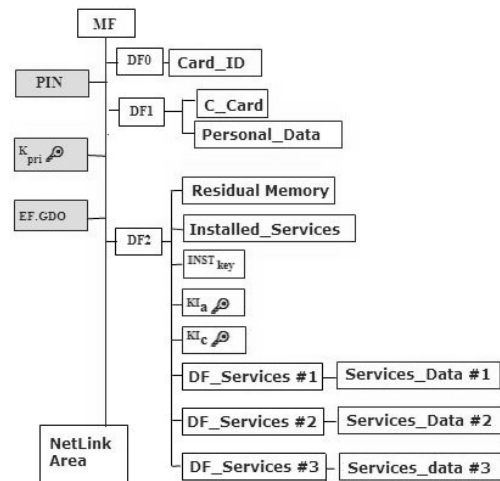 MF
DF0
Card_ID
PIN
DF1
C_Card
Personal_Data
K pri
EF.GDO
DF2
Residual Memory
Installed_Services
INST key
KI a
KI c
DF_Services #1
Services_Data #1
DF_Services #2
Services_Data #2
DF_Services #3
Services_data #3
NetLink
Area